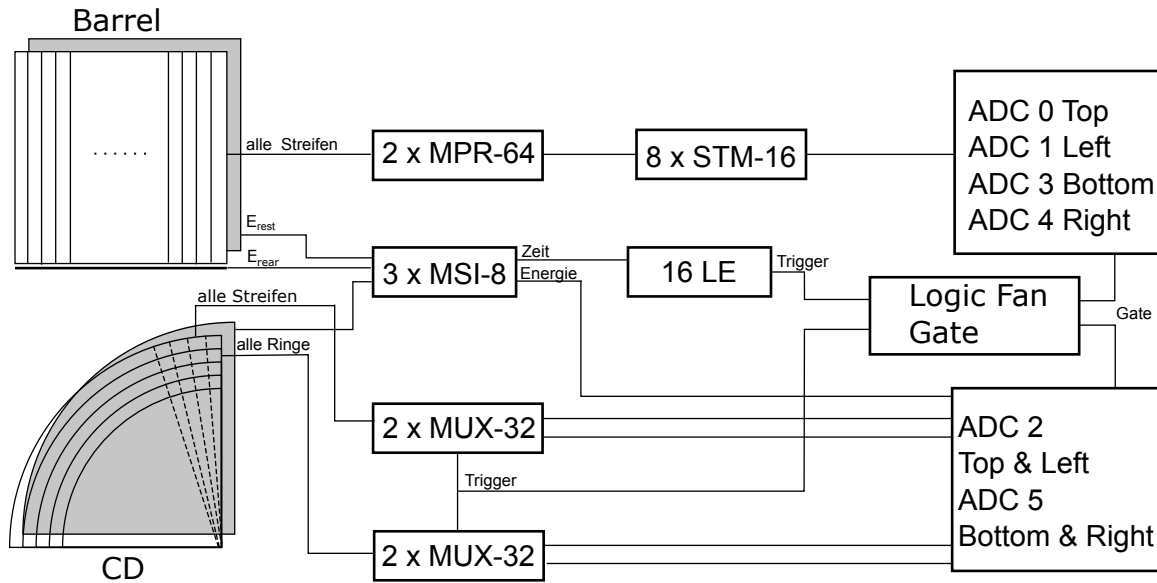 Barrel
. . . . . .
alle Streifen
2 x MPR-64
8 x STM-16
ADC 0 Top
ADC 1 Left
ADC 3 Bottom
ADC 4 Right
E_rest
E_rear
3 x MSI-8
Zeit
Energie
16 LE
Trigger
Logic Fan
Gate
Gate
alle Streifen
alle Ringe
2 x MUX-32
Trigger
2 x MUX-32
ADC 2
Top & Left
ADC 5
Bottom & Right
CD